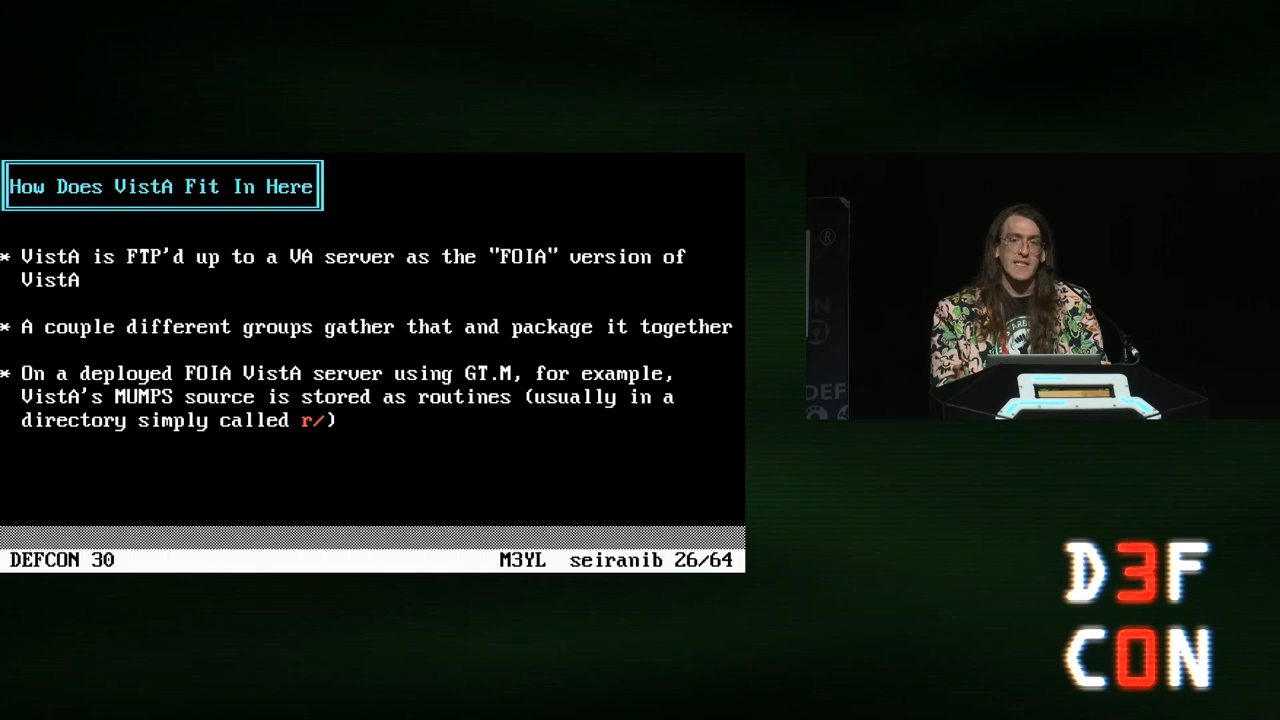 How Does VistA Fit In Here
* VistA is FTP'd up to a VA server as the "FOIA" version of
VistA
* A couple different groups gather that and package it together
* On a deployed FOIA VistA server using GT.M, for example,
VistA's MUMPS source is stored as routines (usually in a
directory simply called r/)
DEFCON 30
M3YL seiranib 26/64
®
DEF
D3F
C0N